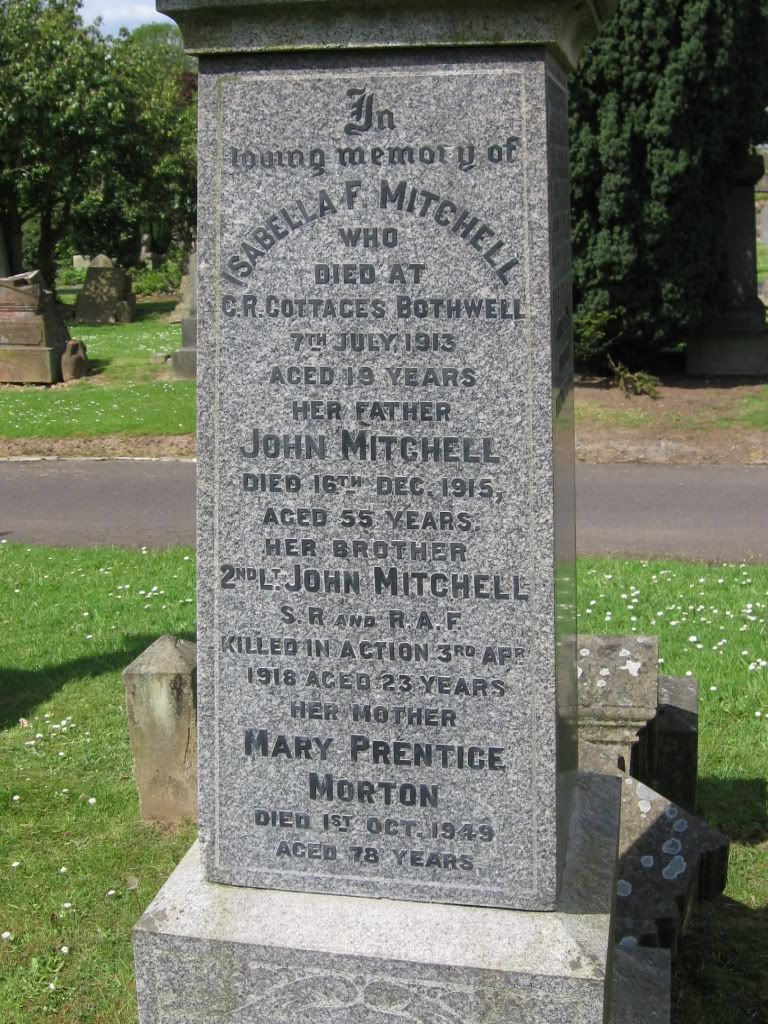 In
loving memory of
ISABELLA F. MITCHELL
WHO
DIED AT
C.R. COTTAGES BOTHWELL
7TH JULY, 1913
AGED 19 YEARS
HER FATHER
JOHN MITCHELL
DIED 16TH DEC. 1915,
AGED 55 YEARS.
HER BROTHER
2ND LT. JOHN MITCHELL
S. R AND R.A.F.
KILLED IN ACTION 3RD APR
1918 AGED 23 YEARS
HER MOTHER
MARY PRENTICE
MORTON
DIED 1ST OCT. 1949
AGED 78 YEARS